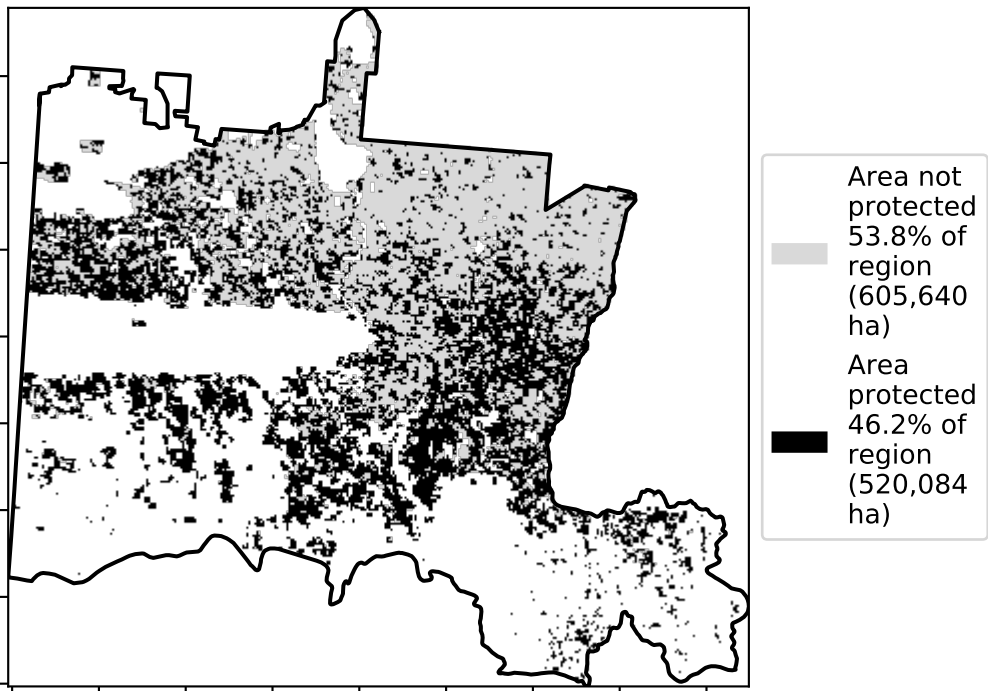 Area not
protected
53.8% of
region
(605,640
ha)
Area
protected
46.2% of
region
(520,084
ha)